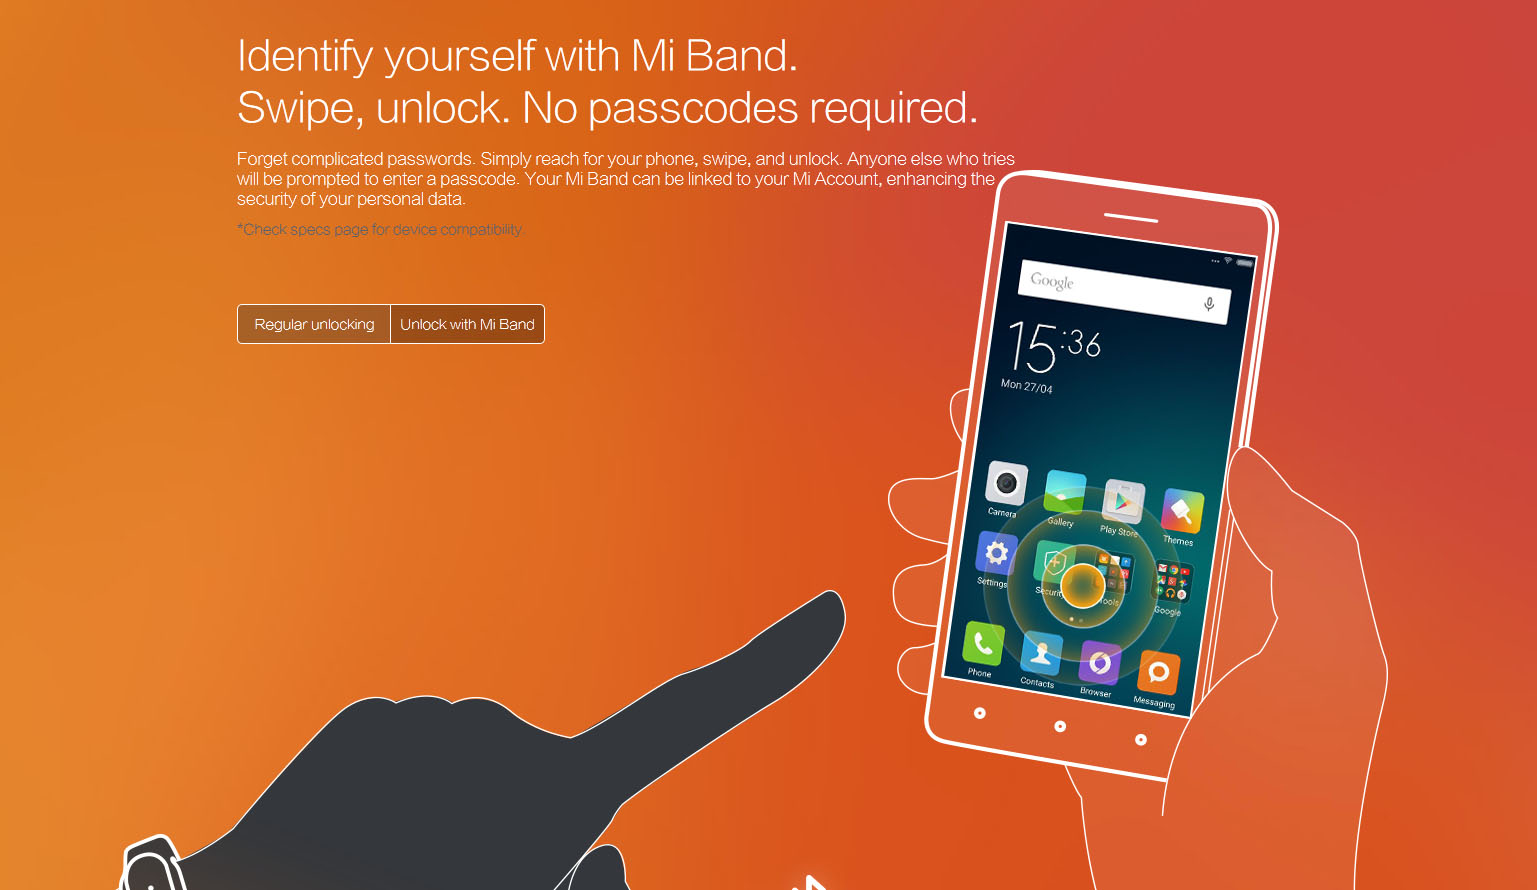 Identify yourself with Mi Band.
Swipe, unlock. No passcodes required.
Forget complicated passwords. Simply reach for your phone, swipe, and unlock. Anyone else who tries
will be prompted to enter a passcode. Your Mi Band can be linked to your Mi Account, enhancing the
security of your personal data.
*Check specs page for device compatibility.
Regular unlocking
Unlock with Mi Band
Google
15:36
Mon 27/04
Camera
Gallery
Play Store
Themes
Settings
Security
Tools
Google
Phone
Contacts
Browser
Messaging